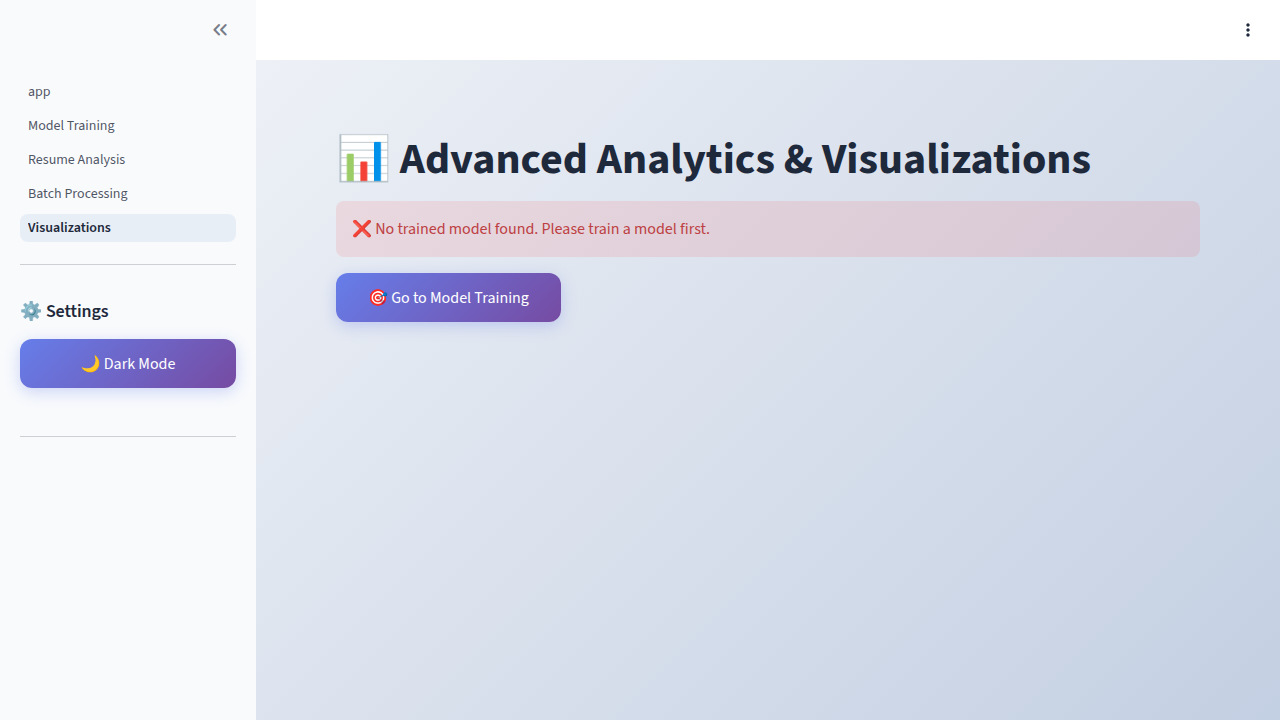 app
Model Training
Resume Analysis
Batch Processing
Visualizations
⚙️ Settings
🌙 Dark Mode
📊 Advanced Analytics & Visualizations
❌ No trained model found. Please train a model first.
🎯 Go to Model Training